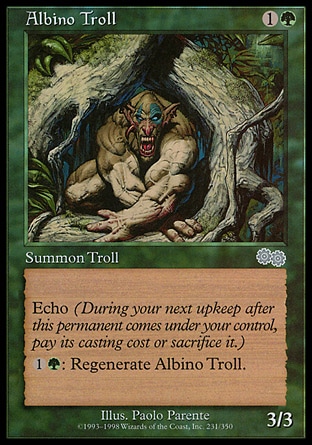 Albino Troll 1
Summon Troll
Echo (During your next upkeep after
this permanent comes under your control,
pay its casting cost or sacrifice it.)
1 : Regenerate Albino Troll.
Illus. Paolo Parente
3/3
©1993-1998 Wizards of the Coast, Inc. 231/350